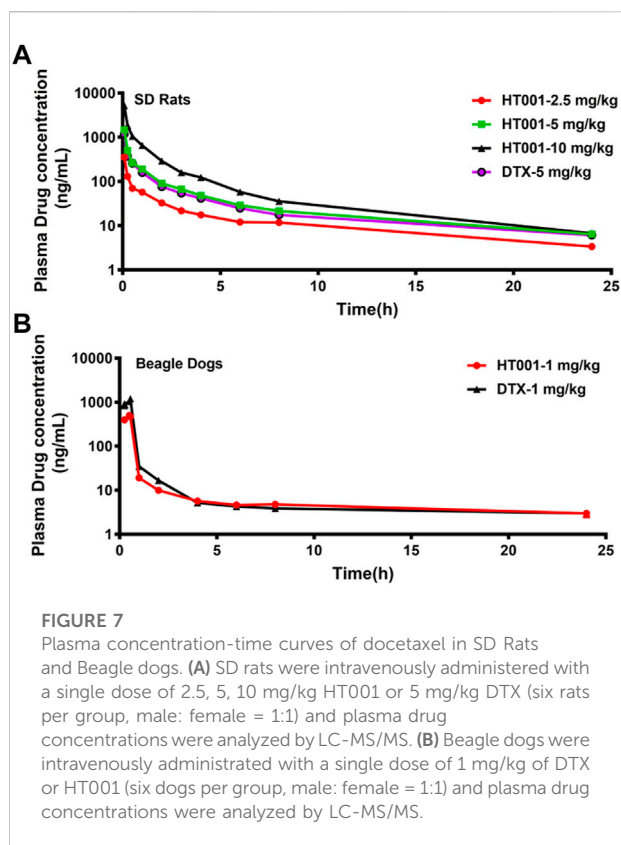 A
SD Rats
HT001-2.5 mg/kg
HT001-5 mg/kg
HT001-10 mg/kg
DTX-5 mg/kg
Plasma Drug concentration
(ng/mL)
10000
1000
100
10
1
0
5
10
15
20
25
Time(h)
B
Beagle Dogs
HT001-1 mg/kg
DTX-1 mg/kg
Plasma Drug concentration
(ng/mL)
10000
1000
100
10
1
0
5
10
15
20
25
Time(h)
FIGURE 7
Plasma concentration-time curves of docetaxel in SD Rats
and Beagle dogs. (A) SD rats were intravenously administered with
a single dose of 2.5, 5, 10 mg/kg HT001 or 5 mg/kg DTX (six rats
per group, male: female = 1:1) and plasma drug
concentrations were analyzed by LC-MS/MS. (B) Beagle dogs were
intravenously administrated with a single dose of 1 mg/kg of DTX
or HT001 (six dogs per group, male: female = 1:1) and plasma drug
concentrations were analyzed by LC-MS/MS.